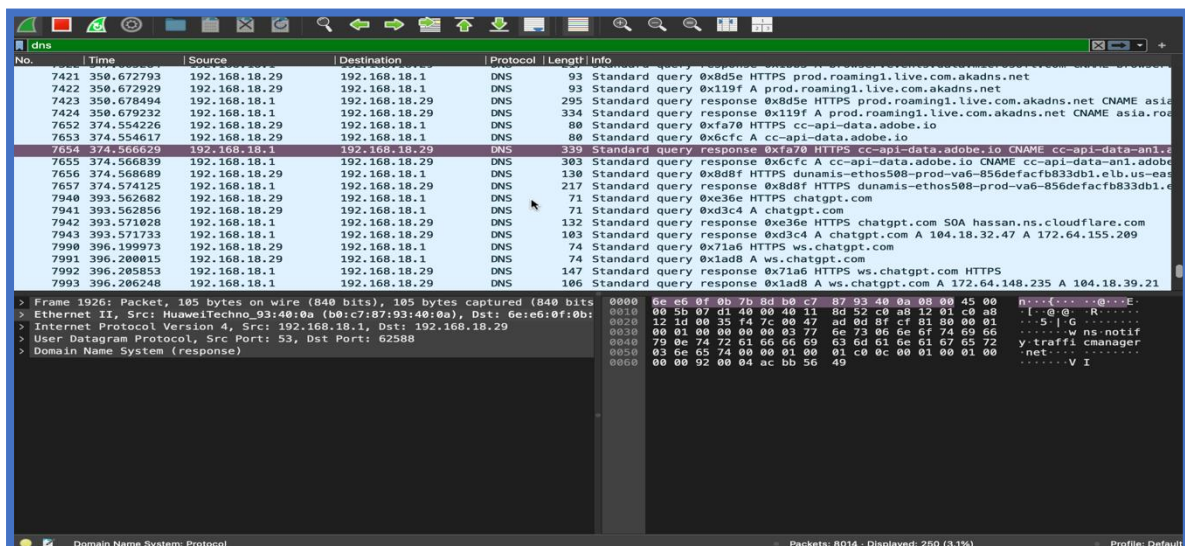 dns
No. Time Source Destination Protocol Length Info
7421 350.672793 192.168.18.29 192.168.18.1 DNS 93 Standard query 0x8d5e HTTPS prod.roaming1.live.com.akadns.net
7422 350.672929 192.168.18.29 192.168.18.1 DNS 93 Standard query 0x119f A prod.roaming1.live.com.akadns.net
7423 350.678494 192.168.18.1 192.168.18.29 DNS 295 Standard query response 0x8d5e HTTPS prod.roaming1.live.com.akadns.net CNAME asia
7424 350.679232 192.168.18.1 192.168.18.29 DNS 334 Standard query response 0x119f A prod.roaming1.live.com.akadns.net CNAME asia.roa
7652 374.554226 192.168.18.29 192.168.18.1 DNS 80 Standard query 0xfa70 HTTPS cc-api-data.adobe.io
7653 374.554617 192.168.18.29 192.168.18.1 DNS 80 Standard query 0x6cfc A cc-api-data.adobe.io
7654 374.566629 192.168.18.1 192.168.18.29 DNS 339 Standard query response 0xfa70 HTTPS cc-api-data.adobe.io CNAME cc-api-data-an1.a
7655 374.566839 192.168.18.1 192.168.18.29 DNS 303 Standard query response 0x6cfc A cc-api-data.adobe.io CNAME cc-api-data-an1.adobe
7656 374.568689 192.168.18.29 192.168.18.1 DNS 130 Standard query 0x8d8f HTTPS dunamis-ethos508-prod-va6-856defacfb833db1.elb.us-eas
7657 374.574125 192.168.18.1 192.168.18.29 DNS 217 Standard query response 0x8d8f HTTPS dunamis-ethos508-prod-va6-856defacfb833db1.e
7940 393.562682 192.168.18.29 192.168.18.1 DNS 71 Standard query 0xe36e HTTPS chatgpt.com
7941 393.562856 192.168.18.29 192.168.18.1 DNS 71 Standard query 0xd3c4 A chatgpt.com
7942 393.571028 192.168.18.1 192.168.18.29 DNS 132 Standard query response 0xe36e HTTPS chatgpt.com SOA hassan.ns.cloudflare.com
7943 393.571733 192.168.18.1 192.168.18.29 DNS 103 Standard query response 0xd3c4 A chatgpt.com A 104.18.32.47 A 172.64.155.209
7990 396.199973 192.168.18.29 192.168.18.1 DNS 74 Standard query 0x71a6 HTTPS ws.chatgpt.com
7991 396.200015 192.168.18.29 192.168.18.1 DNS 74 Standard query 0x1ad8 A ws.chatgpt.com
7992 396.205853 192.168.18.1 192.168.18.29 DNS 147 Standard query response 0x71a6 HTTPS ws.chatgpt.com HTTPS
7993 396.206248 192.168.18.1 192.168.18.29 DNS 106 Standard query response 0x1ad8 A ws.chatgpt.com A 172.64.148.235 A 104.18.39.21
> Frame 1926: Packet, 105 bytes on wire (840 bits), 105 bytes captured (840 bits
> Ethernet II, Src: HuaweiTechno_93:40:0a (b0:c7:87:93:40:0a), Dst: 6e:e6:0f:0b:
> Internet Protocol Version 4, Src: 192.168.18.1, Dst: 192.168.18.29
> User Datagram Protocol, Src Port: 53, Dst Port: 62588
> Domain Name System (response)
0000 6e e6 0f 0b 7b 8d b0 c7 87 93 40 0a 08 00 45 00 n···{··· ··@···E·
0010 00 5b 07 d1 40 00 40 11 8d 52 c0 a8 12 01 c0 a8 ·[··@·@· ·R······
0020 12 1d 00 35 f4 7c 00 47 ad 0d 8f cf 81 80 00 01 ···5·|·G ········
0030 00 01 00 00 00 00 03 77 6e 73 06 6e 6f 74 69 66 ·······w ns·notif
0040 79 0e 74 72 61 66 66 69 63 6d 61 6e 61 67 65 72 y·traffi cmanager
0050 03 6e 65 74 00 00 01 00 01 c0 0c 00 01 00 01 00 ·net···· ········
0060 00 00 92 00 04 ac bb 56 49 ·······V I
Domain Name System: Protocol Packets: 8014 · Displayed: 250 (3.1%) Profile: Default